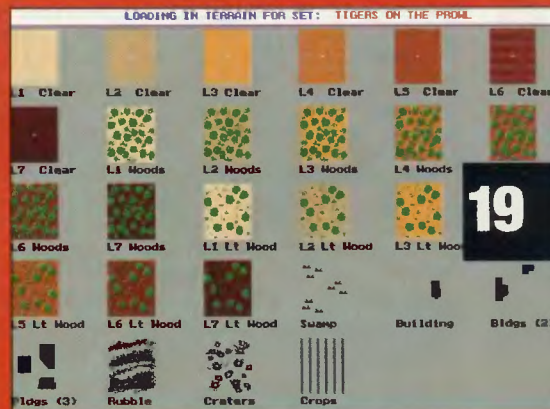 LOADING IN TERRAIN FOR SET: TIGERS ON THE PROWL
L1 Clear L2 Clear L3 Clear L4 Clear L5 Clear L6 Clear
L7 Clear L1 Woods L2 Woods L3 Woods L4 Woods
19
L6 Woods L7 Woods L1 Lt Wood L2 Lt Wood L3 Lt
L5 Lt Wood L6 Lt Wood L7 Lt Wood Swamp Building Bldgs (2
Bldgs (3) Rubble Craters Crops